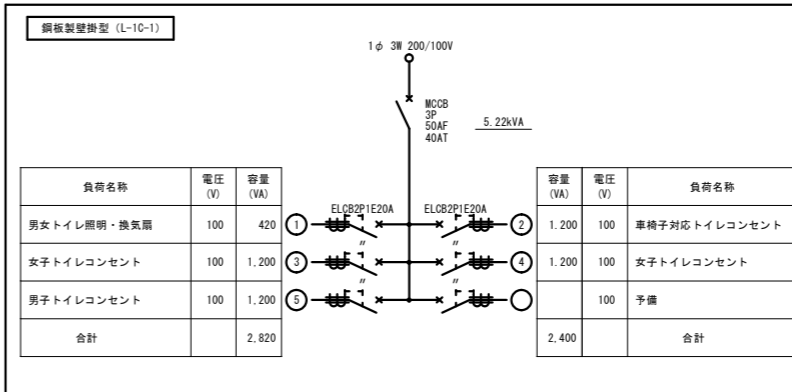 鋼板製壁掛型 (L-1C-1)
1φ 3W 200/100V
MCCB
3P
50AF
40AT
5.22kVA
負荷名称 電圧(V) 容量(VA)
ELCB2P1E20A ELCB2P1E20A
容量(VA) 電圧(V) 負荷名称
男女トイレ照明・換気扇 100 420 ① ② 1.200 100 車椅子対応トイレコンセント
〃 〃
女子トイレコンセント 100 1,200 ③ ④ 1.200 100 女子トイレコンセント
〃 〃
男子トイレコンセント 100 1,200 ⑤ 100 予備
合計 2,820 2,400 合計